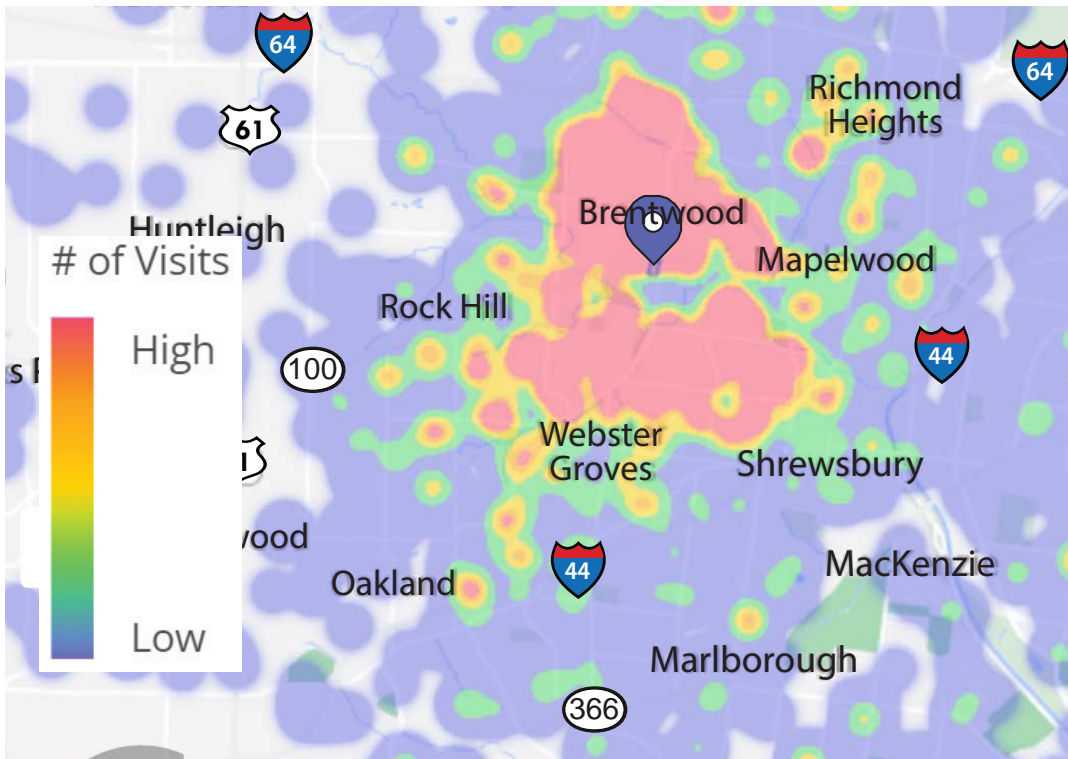 64
64
61
Richmond
Heights
Brentwood
Huntleigh
# of Visits
Mapelwood
Rock Hill
High
44
100
Webster
Groves
Shrewsbury
wood
44
MacKenzie
Oakland
Low
Marlborough
366